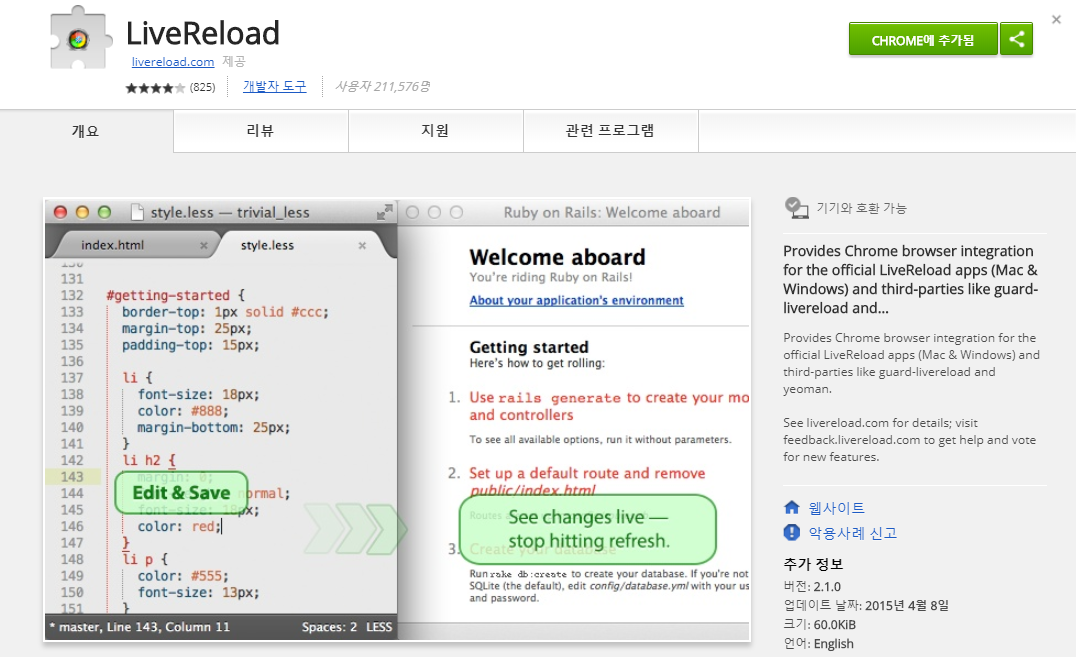 LiveReload
livereload.com 제공
(825) 개발자 도구 사용자 211,576명
CHROME에 추가됨
개요 리뷰 지원 관련 프로그램
style.less — trivial_less
index.html × style.less ×
130
131
132 #getting-started {
133 border-top: 1px solid #ccc;
134 margin-top: 25px;
135 padding-top: 15px;
136
137 li {
138 font-size: 18px;
139 color: #888;
140 margin-bottom: 25px;
141 }
142 li h2 {
143 margin: 0;
144 normal;
145 font-size: 18px;
146 color: red;
147 }
148 li p {
149 color: #555;
150 font-size: 13px;
151 }
Edit & Save
* master, Line 143, Column 11 Spaces: 2 LESS
Ruby on Rails: Welcome aboard
Welcome aboard
You're riding Ruby on Rails!
About your application's environment
Getting started
Here's how to get rolling:
1. Use rails generate to create your mo
and controllers
To see all available options, run it without parameters.
2. Set up a default route and remove
public/index.html
Routes
See changes live —
stop hitting refresh.
3. Create your database
Run rake db:create to create your database. If you're not
SQLite (the default), edit config/database.yml with your us
and password.
기기와 호환 가능
Provides Chrome browser integration
for the official LiveReload apps (Mac &
Windows) and third-parties like guard-
livereload and...
Provides Chrome browser integration for the
official LiveReload apps (Mac & Windows) and
third-parties like guard-livereload and
yeoman.
See livereload.com for details; visit
feedback.livereload.com to get help and vote
for new features.
웹사이트
악용사례 신고
추가 정보
버전: 2.1.0
업데이트 날짜: 2015년 4월 8일
크기: 60.0KiB
언어: English